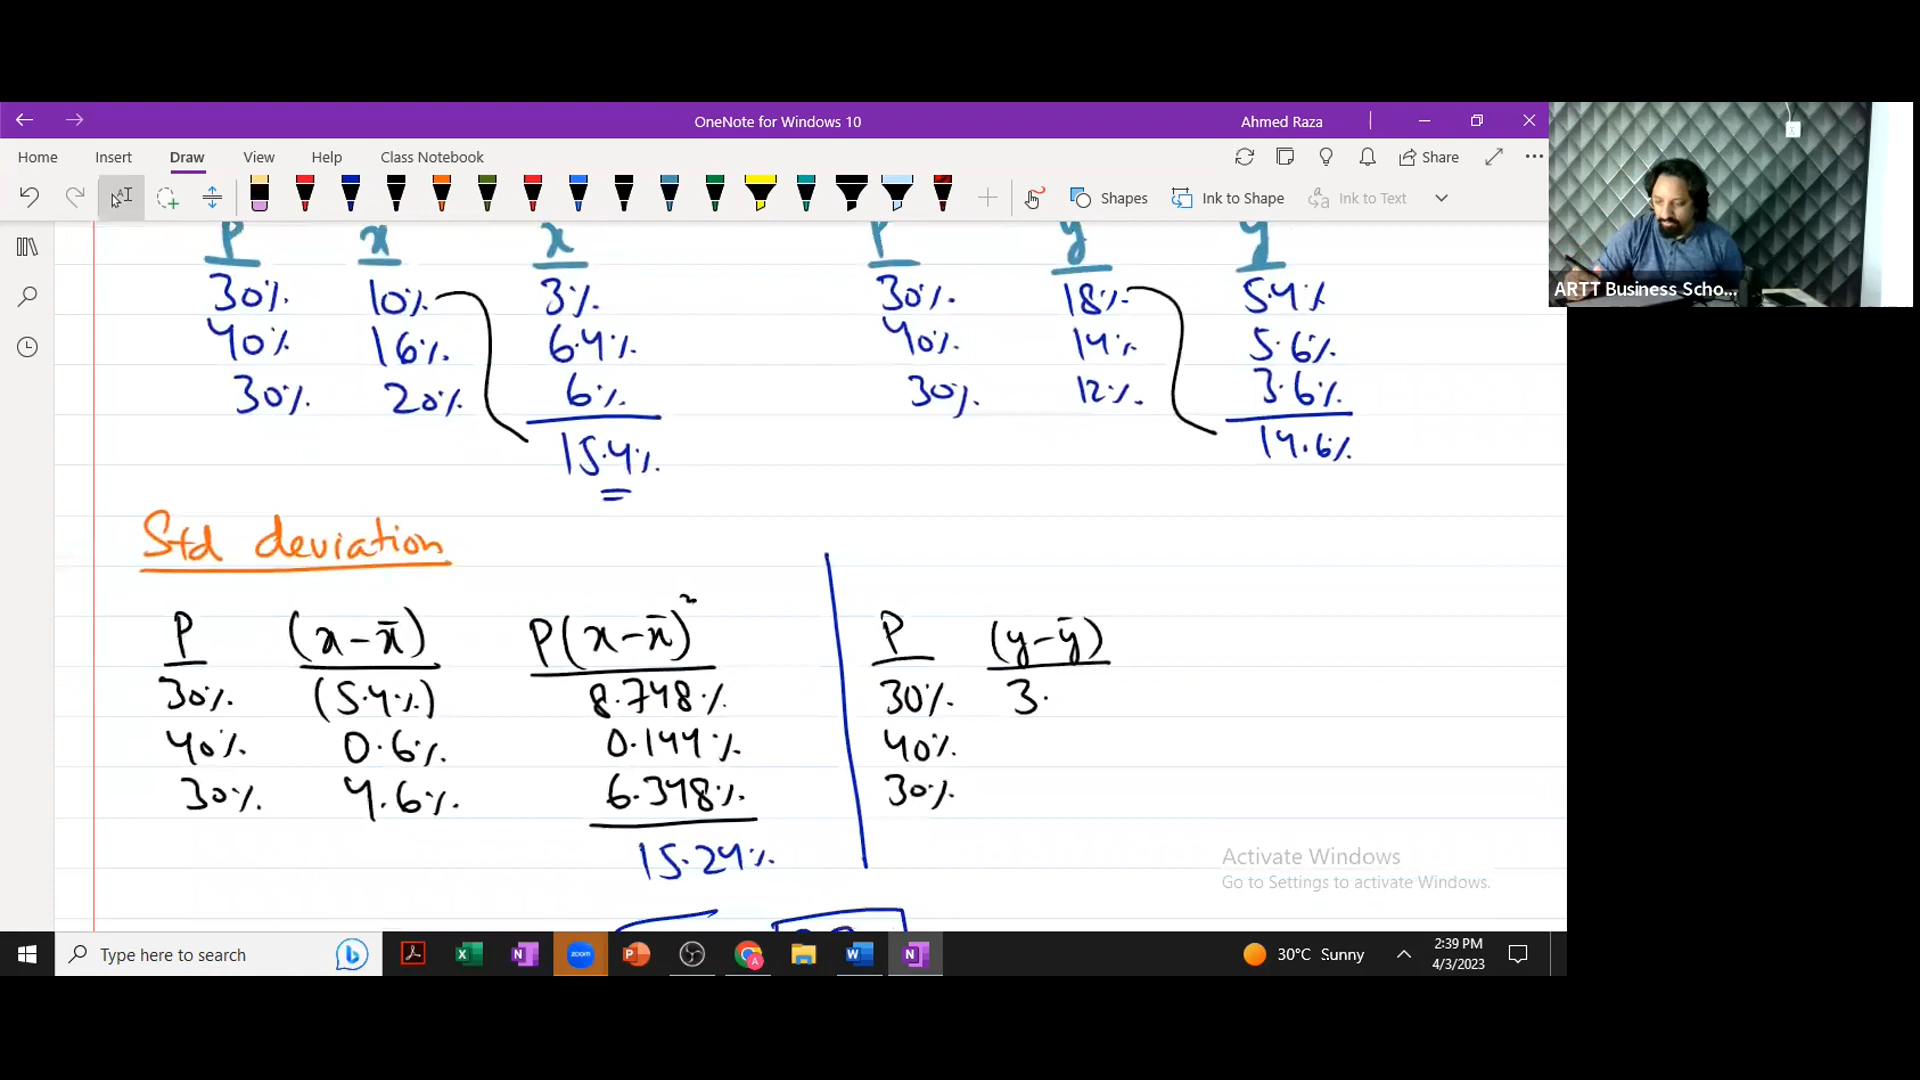 OneNote for Windows 10
Ahmed Raza
Home Insert Draw View Help Class Notebook
Share
Shapes
Ink to Shape
Ink to Text
P x x
30% 10% 3%
40% 16% 6.4%
30% 20% 6%
15.4%
P y y
30% 18% 5.4%
40% 14% 5.6%
30% 12% 3.6%
14.6%
Std deviation
P (x-x̄) P(x-x̄)²
30% (5.4%) 8.748%
40% 0.6% 0.144%
30% 4.6% 6.348%
15.24%
P (y-ȳ)
30% 3.
40%
30%
ARTT Business Scho...
Activate Windows
Go to Settings to activate Windows.
Type here to search
zoom
30°C Sunny
2:39 PM
4/3/2023